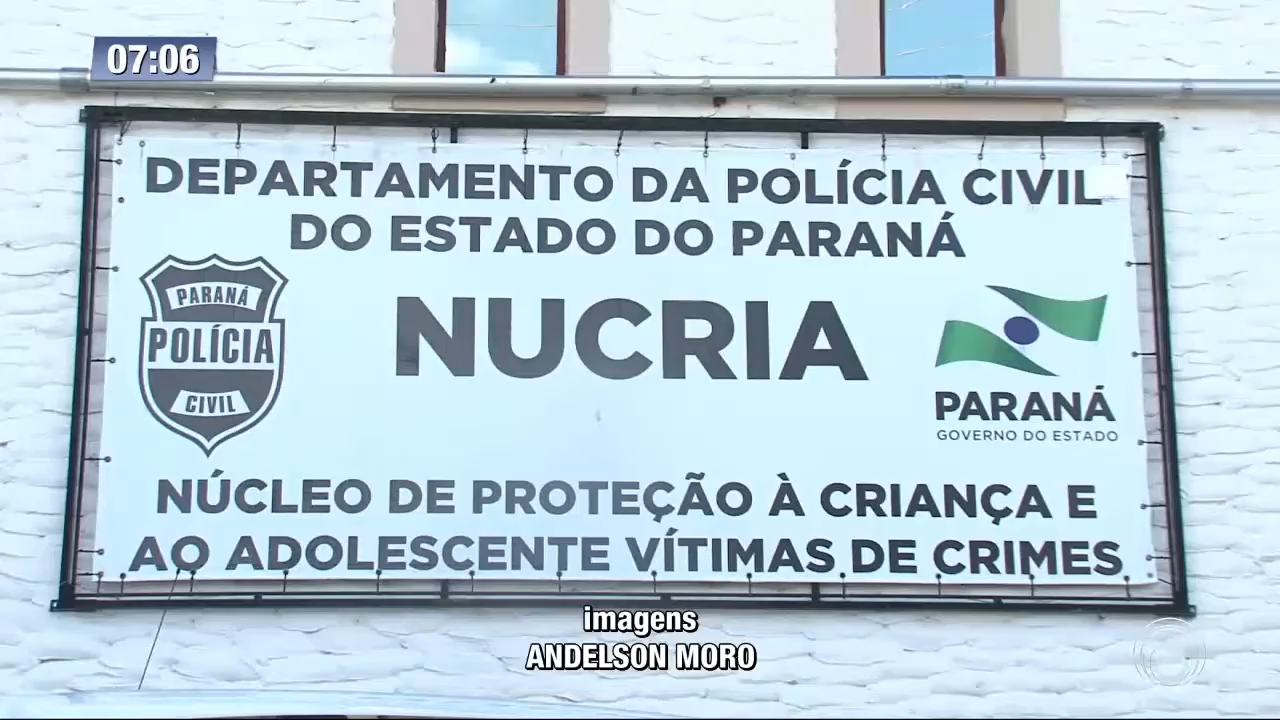 07:06
DEPARTAMENTO DA POLÍCIA CIVIL
DO ESTADO DO PARANÁ
PARANÁ
POLÍCIA
CIVIL
NUCRIA
PARANÁ
GOVERNO DO ESTADO
NÚCLEO DE PROTEÇÃO À CRIANÇA E
AO ADOLESCENTE VÍTIMAS DE CRIMES
imagens
ANDELSON MORO